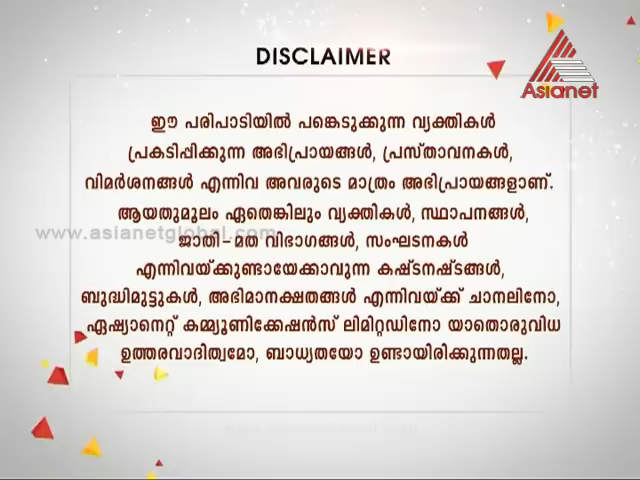 DISCLAIMER
Asianet
ഈ പരിപാടിയിൽ പങ്കെടുക്കുന്ന വ്യക്തികൾ
പ്രകടിപ്പിക്കുന്ന അഭിപ്രായങ്ങൾ, പ്രസ്താവനകൾ,
വിമർശനങ്ങൾ എന്നിവ അവരുടെ മാത്രം അഭിപ്രായങ്ങളാണ്.
ആയതുമൂലം ഏതെങ്കിലും വ്യക്തികൾ, സ്ഥാപനങ്ങൾ,
www.asianetglobal.com
ജാതി-മത വിഭാഗങ്ങൾ, സംഘടനകൾ
എന്നിവയ്ക്കുണ്ടായേക്കാവുന്ന കഷ്ടനഷ്ടങ്ങൾ,
ബുദ്ധിമുട്ടുകൾ, അഭിമാനക്ഷതങ്ങൾ എന്നിവയ്ക്ക് ചാനലിനോ,
ഏഷ്യാനെറ്റ് കമ്മ്യൂണിക്കേഷൻസ് ലിമിറ്റഡിനോ യാതൊരുവിധ
ഉത്തരവാദിത്വമോ, ബാധ്യതയോ ഉണ്ടായിരിക്കുന്നതല്ല.